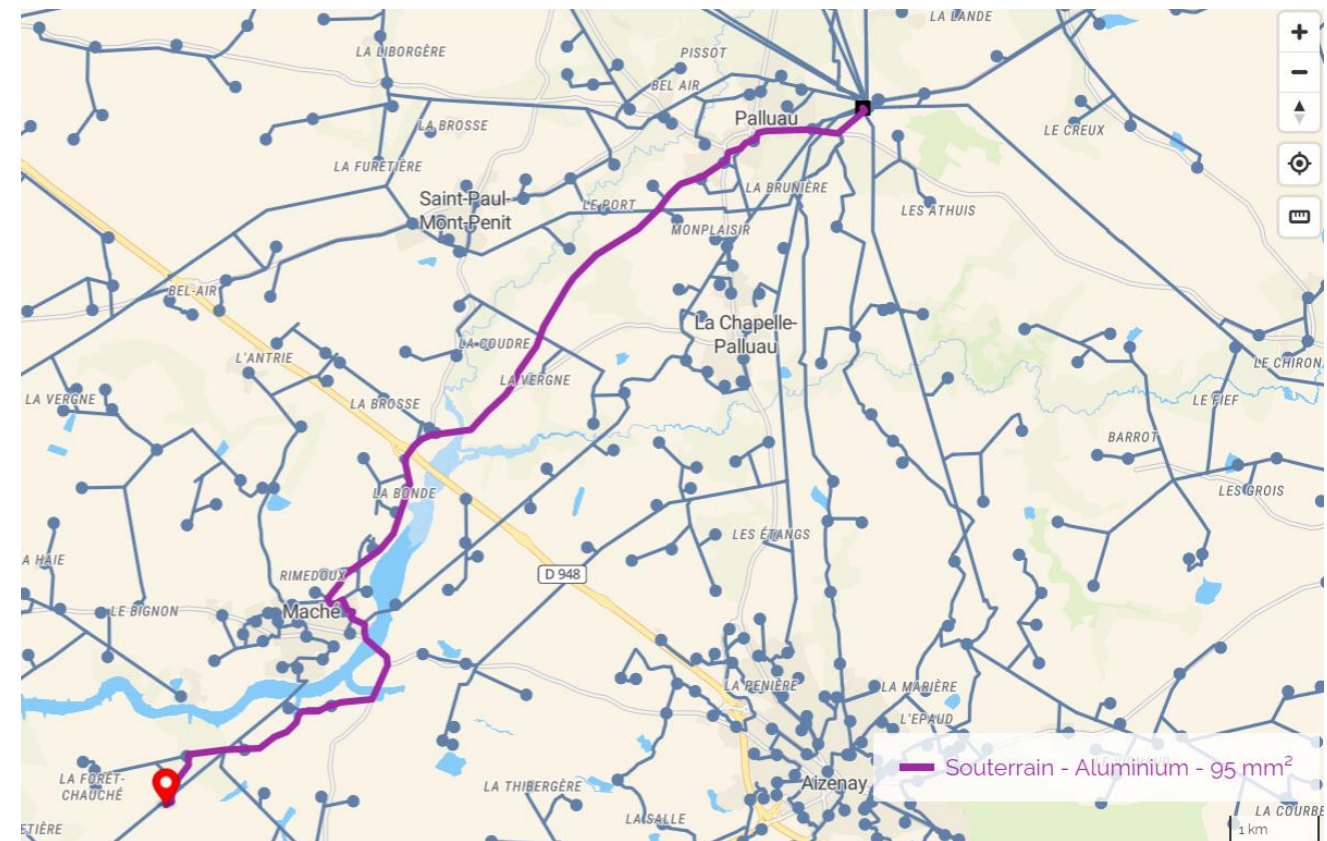 LA LANDE
LA LIBORGÈRE
PISSOT
BEL AIR
Palluau
LA BROSSE
LE CREUX
LA FURETIÈRE
LA BRUNIÈRE
Saint-Paul-
Mont-Penit
LE PORT
LES ATHUIS
MONPLAISIR
BEL-AIR
La Chapelle-
Palluau
LA COUDRE
L'ANTRIE
LE CHIRON
LA VERGNE
LA VERGNE
LA BROSSE
LE FIEF
BARROT
LA BONDE
LES GROIS
LES ÉTANGS
A HAIE
RIMEDOUX
D 948
LE BIGNON
Maché
LA PENIÈRE
LA MARIÈRE
L'EPAUD
Souterrain - Aluminium - 95 mm²
LA FORÊT-
CHAUCHÉ
LA THIBERGÈRE
Aizenay
LA SALLE
LA COURBE
ETIÈRE
1 km